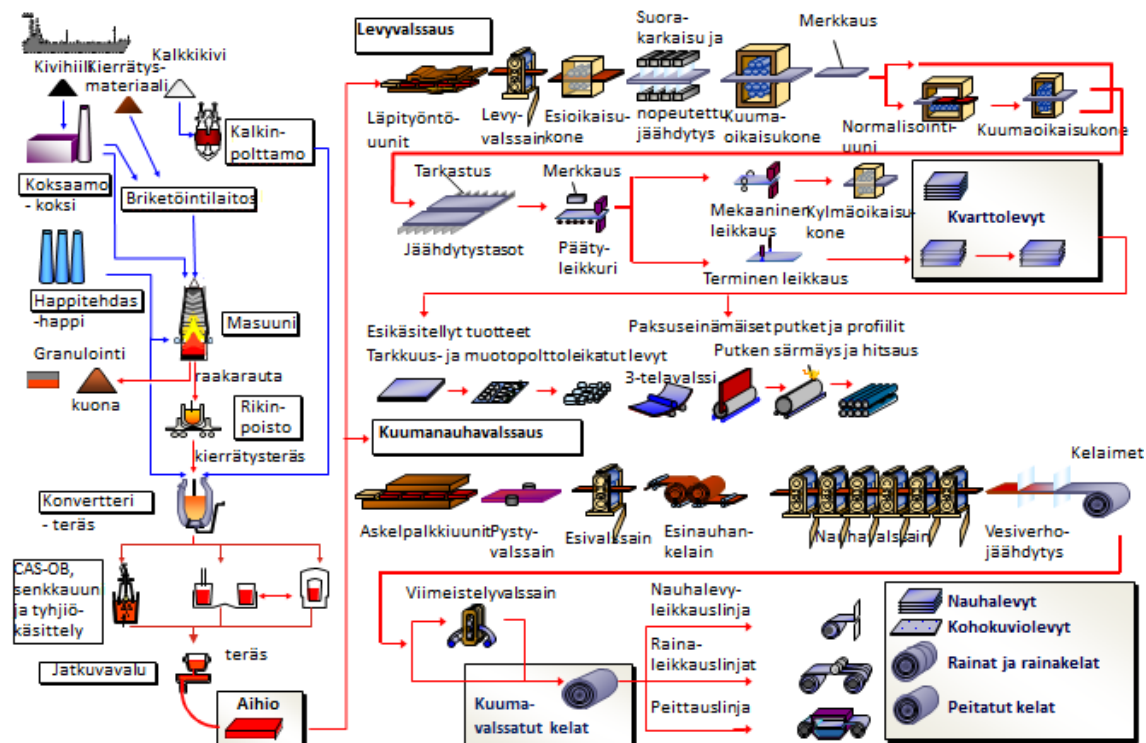 Kivihiili
Kierrätys-
materiaali
Kalkkikivi
Kalkin-
polttamo
Koksaamo
- koksi
Briketöintilaitos
Happitehdas
-happi
Masuuni
Granulointi
kuona
raakarauta
Rikin-
poisto
kierrätysteräs
Konvertteri
- teräs
CAS-OB,
senkkauuni
ja tyhjiö-
käsittely
Jatkuvavalu
teräs
Aihio
Levyvalssaus
Läpityöntö-
uunit
Levy-
valssain
Esioikaisu-
kone
Suora-
karkaisu ja
nopeutettu
jäähdytys
Kuuma-
oikaisukone
Merkkaus
Normalisointi-
uuni
Kuumaoikaisukone
Tarkastus
Jäähdytystasot
Merkkaus
Pääty-
leikkuri
Mekaaninen
leikkaus
Kylmäoikaisu-
kone
Terminen leikkaus
Kvarttolevyt
Esikäsitellyt tuotteet
Tarkkuus- ja muotopolttoleikatut levyt
Paksuseinämäiset putket ja profiilit
Putken särmäys ja hitsaus
3-telavalssi
Kuumanauhavalssaus
Askelpalkkiuunit
Pysty-
valssain
Esivalssain
Esinauhan-
kelain
Nauhavalssain
Vesiverho-
jäähdytys
Kelaimet
Viimeistelyvalssain
Kuuma-
valssatut kelat
Nauhalevy-
leikkauslinja
Raina-
leikkauslinjat
Peittauslinja
Nauhalevyt
Kohokuviolevyt
Rainat ja rainakelat
Peitatut kelat